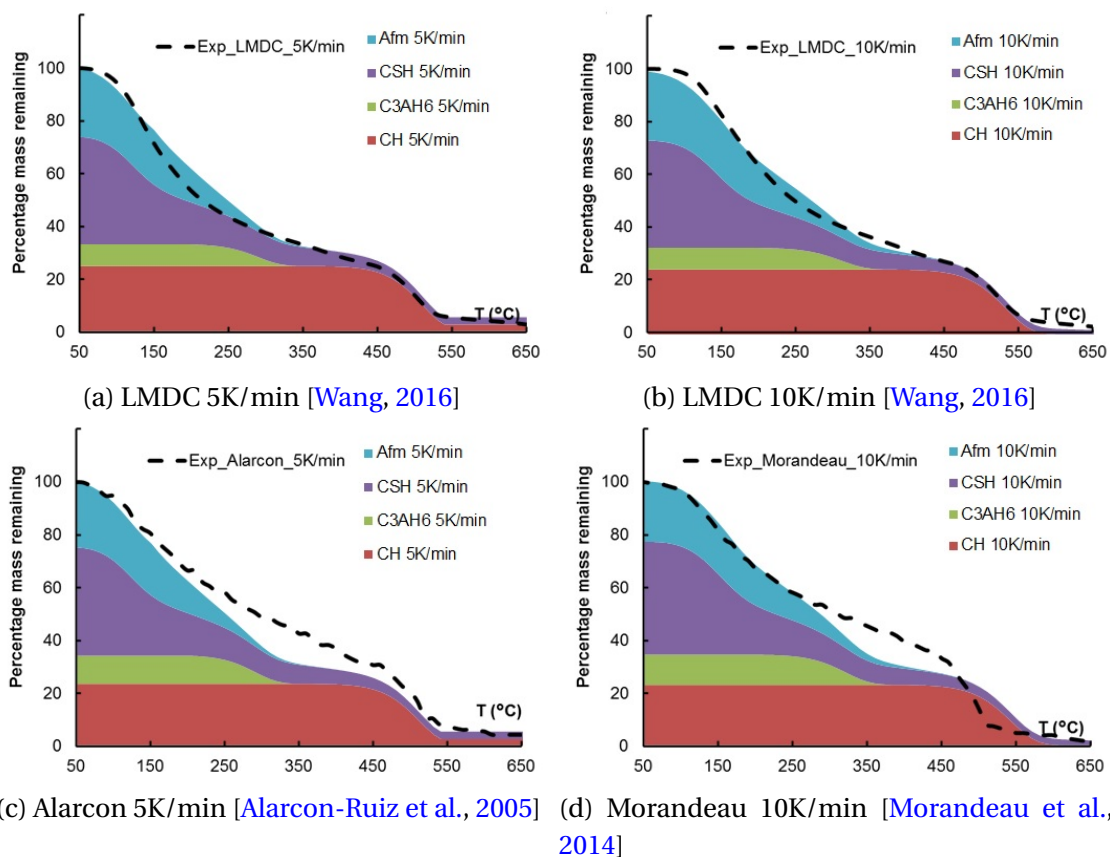 Exp_LMDC_5K/min
Afm 5K/min
CSH 5K/min
C3AH6 5K/min
CH 5K/min
Percentage mass remaining
100
80
60
40
20
0
50 150 250 350 450 550 650
T (°C)
(a) LMDC 5K/min [Wang, 2016]
Exp_LMDC_10K/min
Afm 10K/min
CSH 10K/min
C3AH6 10K/min
CH 10K/min
Percentage mass remaining
100
80
60
40
20
0
50 150 250 350 450 550 650
T (°C)
(b) LMDC 10K/min [Wang, 2016]
Exp_Alarcon_5K/min
Afm 5K/min
CSH 5K/min
C3AH6 5K/min
CH 5K/min
Percentage mass remaining
100
80
60
40
20
0
50 150 250 350 450 550 650
T (°C)
(c) Alarcon 5K/min [Alarcon-Ruiz et al., 2005]
Exp_Morandeau_10K/min
Afm 10K/min
CSH 10K/min
C3AH6 10K/min
CH 10K/min
Percentage mass remaining
100
80
60
40
20
0
50 150 250 350 450 550 650
T (°C)
(d) Morandeau 10K/min [Morandeau et al.,
2014]